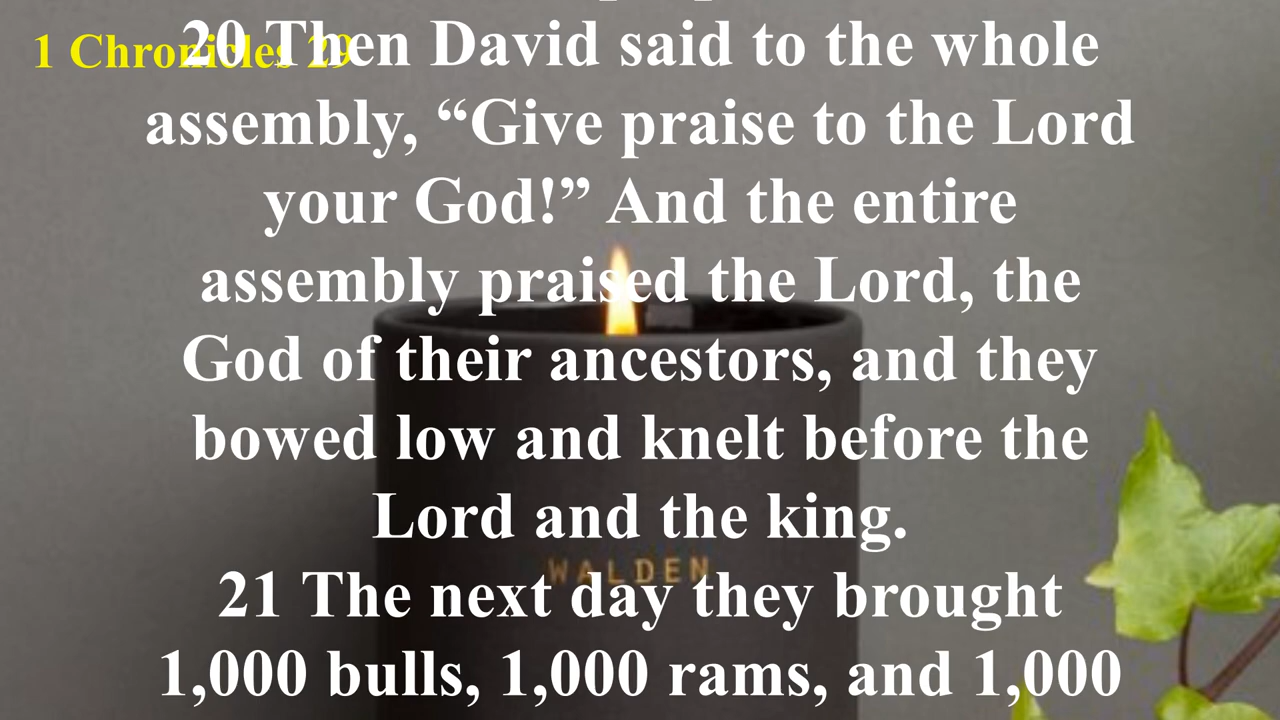 1 Chronicles 29
20 Then David said to the whole
assembly, “Give praise to the Lord
your God!” And the entire
assembly praised the Lord, the
God of their ancestors, and they
bowed low and knelt before the
Lord and the king.
WALDEN
21 The next day they brought
1,000 bulls, 1,000 rams, and 1,000